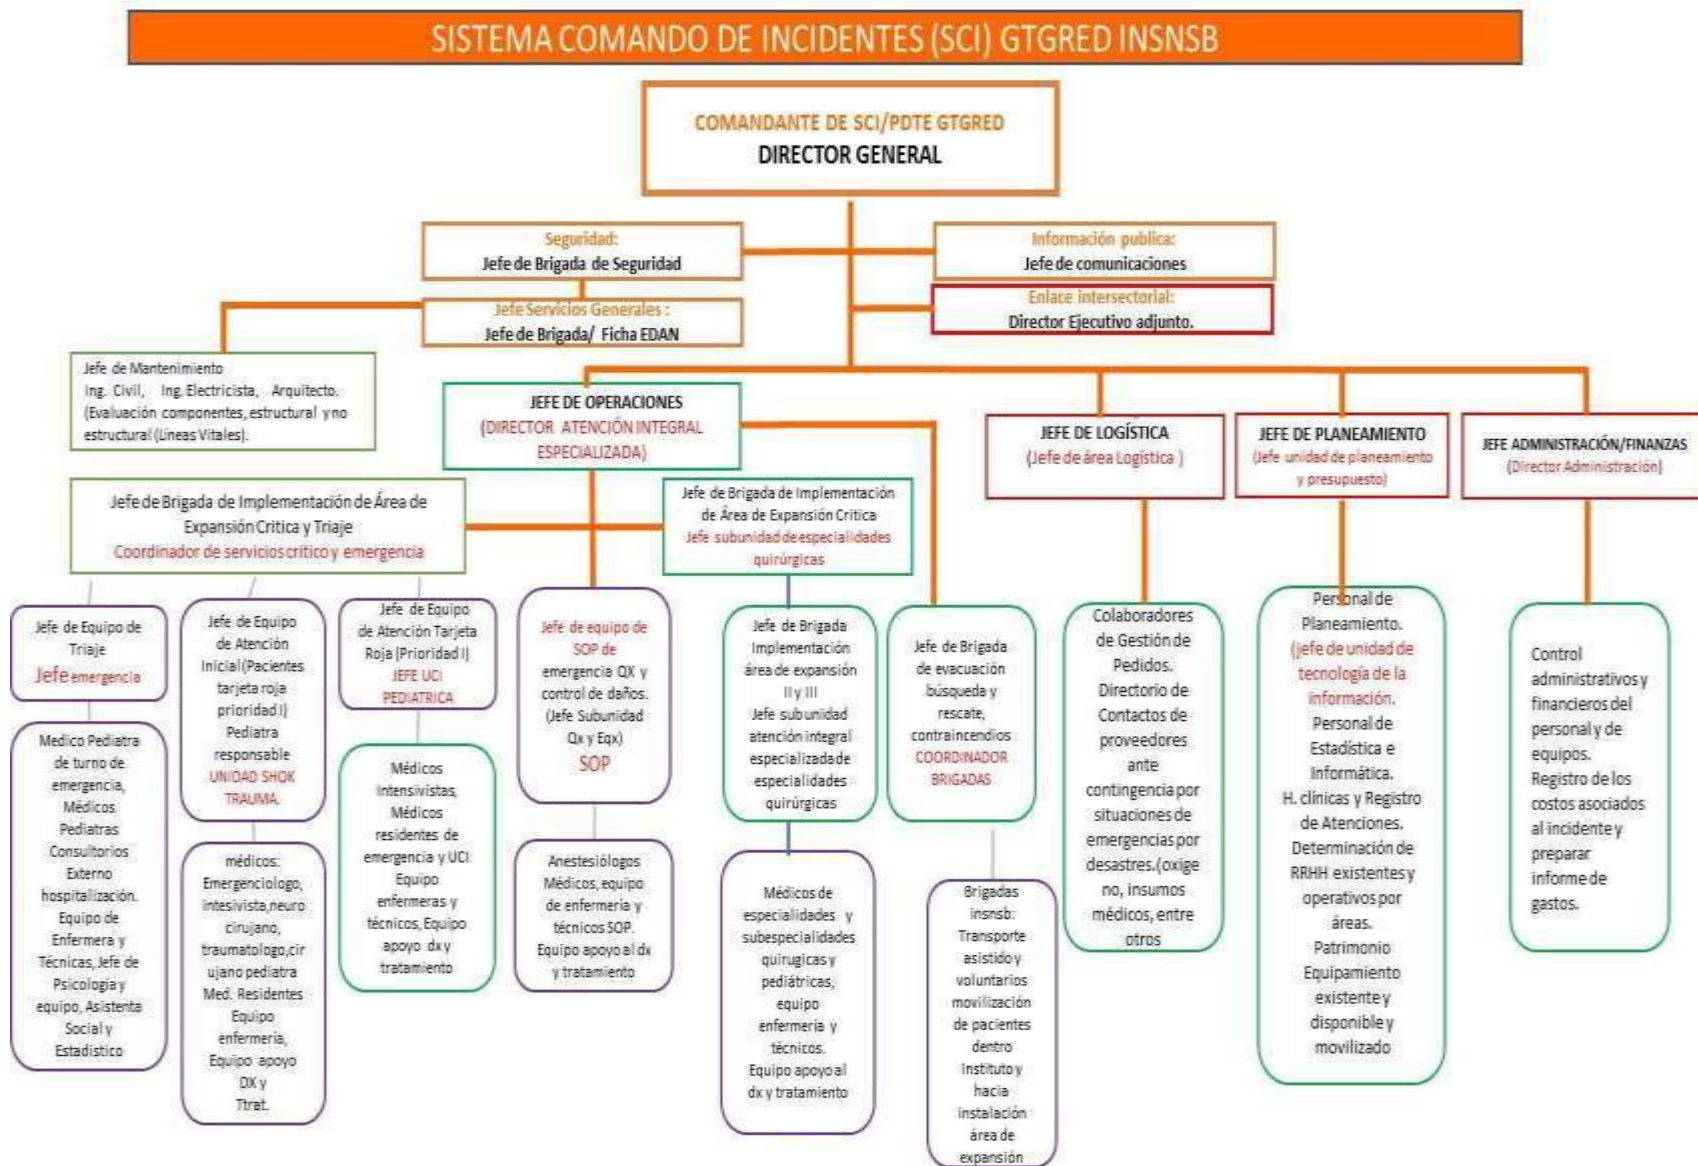 SISTEMA COMANDO DE INCIDENTES (SCI) GTGRED INSNSB
COMANDANTE DE SCI/PDTE GTGRED
DIRECTOR GENERAL
Seguridad:
Jefe de Brigada de Seguridad
Información publica:
Jefe de comunicaciones
Jefe Servicios Generales :
Jefe de Brigada/ Ficha EDAN
Enlace intersectorial:
Director Ejecutivo adjunto.
Jefe de Mantenimiento
Ing. Civil, Ing. Electricista, Arquitecto.
(Evaluación componentes, estructural y no
estructural (Líneas Vitales).
JEFE DE OPERACIONES
(DIRECTOR ATENCIÓN INTEGRAL
ESPECIALIZADA)
JEFE DE LOGÍSTICA
(Jefe de área Logística )
JEFE DE PLANEAMIENTO
(Jefe unidad de planeamiento
y presupuesto)
JEFE ADMINISTRACIÓN/FINANZAS
(Director Administración)
Jefe de Brigada de Implementación de Área de
Expansión Critica y Triaje
Coordinador de servicios crítico y emergencia
Jefe de Brigada de Implementación
de Área de Expansión Critica
Jefe subunidad de especialidades
quirúrgicas
Jefe de Equipo de
Triaje
Jefe emergencia
Jefe de Equipo
de Atención
Inicial (Pacientes
tarjeta roja
prioridad I)
Pediatra
responsable
UNIDAD SHOK
TRAUMA.
Jefe de Equipo
de Atención Tarjeta
Roja (Prioridad I)
JEFE UCI
PEDIATRICA
Jefe de equipo de
SOP de
emergencia QX y
control de daños.
(Jefe Subunidad
Qx y Eqx)
SOP
Jefe de Brigada
Implementación
área de expansión
II y III
Jefe subunidad
atención integral
especializada de
especialidades
quirúrgicas
Jefe de Brigada
de evacuación
búsqueda y
rescate,
contraincendios
COORDINADOR
BRIGADAS
Colaboradores
de Gestión de
Pedidos.
Directorio de
Contactos de
proveedores
ante
contingencia por
situaciones de
emergencias por
desastres.(oxige
no, insumos
médicos, entre
otros
Personal de
Planeamiento.
(jefe de unidad de
tecnología de la
información.
Personal de
Estadística e
Informática.
H. clínicas y Registro
de Atenciones.
Determinación de
RRHH existentes y
operativos por
áreas.
Patrimonio
Equipamiento
existente y
disponible y
movilizado
Control
administrativos y
financieros del
personal y de
equipos.
Registro de los
costos asociados
al incidente y
preparar
informe de
gastos.
Medico Pediatra
de turno de
emergencia,
Médicos
Pediatras
Consultorios
Externo
hospitalización.
Equipo de
Enfermera y
Técnicas, Jefe de
Psicología y
equipo, Asistenta
Social y
Estadístico
médicos:
Emergenciologo,
intesivista, neuro
cirujano,
traumatologo,cir
ujano pediatra
Med. Residentes
Equipo
enfermería,
Equipo apoyo
DX y
Ttrat.
Médicos
Intensivistas,
Médicos
residentes de
emergencia y UCI
Equipo
enfermeras y
técnicos, Equipo
apoyo dx y
tratamiento
Anestesiólogos
Médicos, equipo
de enfermería y
técnicos SOP.
Equipo apoyo al dx
y tratamiento
Médicos de
especialidades y
subespecialidades
quirugicas y
pediátricas,
equipo
enfermería y
técnicos.
Equipo apoyo al
dx y tratamiento
Brigadas
insnsb:
Transporte
asistido y
voluntarios
movilización
de pacientes
dentro
Instituto y
hacia
instalación
área de
expansión